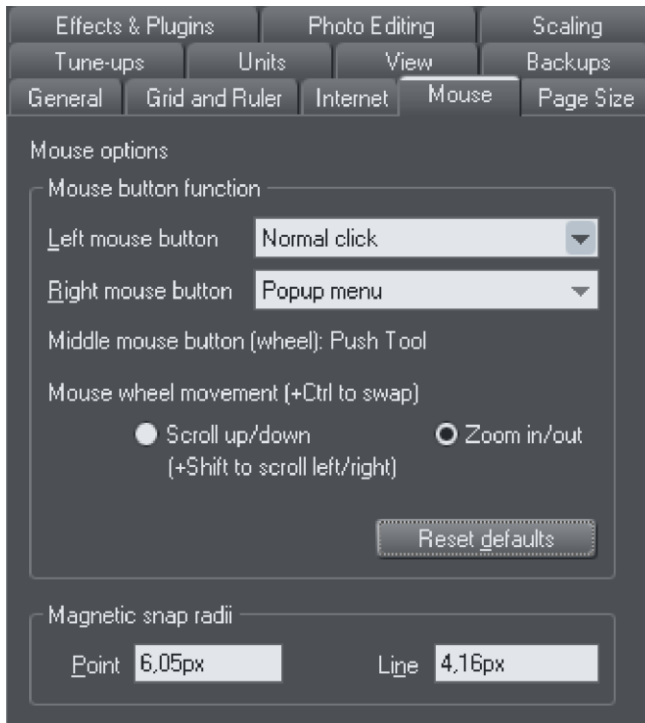 Effects & Plugins Photo Editing Scaling
Tune-ups Units View Backups
General Grid and Ruler Internet Mouse Page Size
Mouse options
Mouse button function
Left mouse button Normal click
Right mouse button Popup menu
Middle mouse button (wheel): Push Tool
Mouse wheel movement (+Ctrl to swap)
Scroll up/down Zoom in/out
(+Shift to scroll left/right)
Reset defaults
Magnetic snap radii
Point 6,05px Line 4,16px